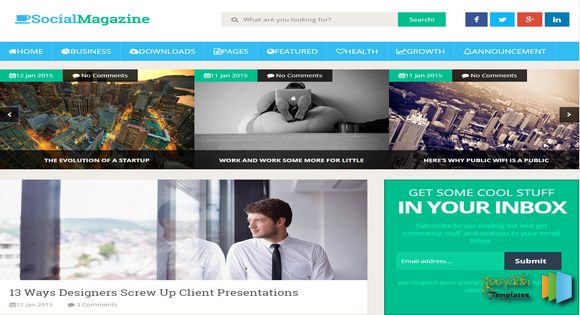 SocialMagazine
What are you looking for?
Search!
HOME
BUSINESS
DOWNLOADS
PAGES
FEATURED
HEALTH
GROWTH
ANNOUNCEMENT
12 Jan 2015
No Comments
11 Jan 2015
No Comments
11 Jan 2015
No Comments
THE EVOLUTION OF A STARTUP
WORK AND WORK SOME MORE FOR LITTLE
HERE'S WHY PUBLIC WIFI IS A PUBLIC
GET SOME COOL STUFF
IN YOUR INBOX
Subscribe to our mailing list and get
interesting stuff and updates to your email
inbox.
Email address...
Submit
we respect your privacy
Templates
13 Ways Designers Screw Up Client Presentations
12 Jan 2015
3 Comments